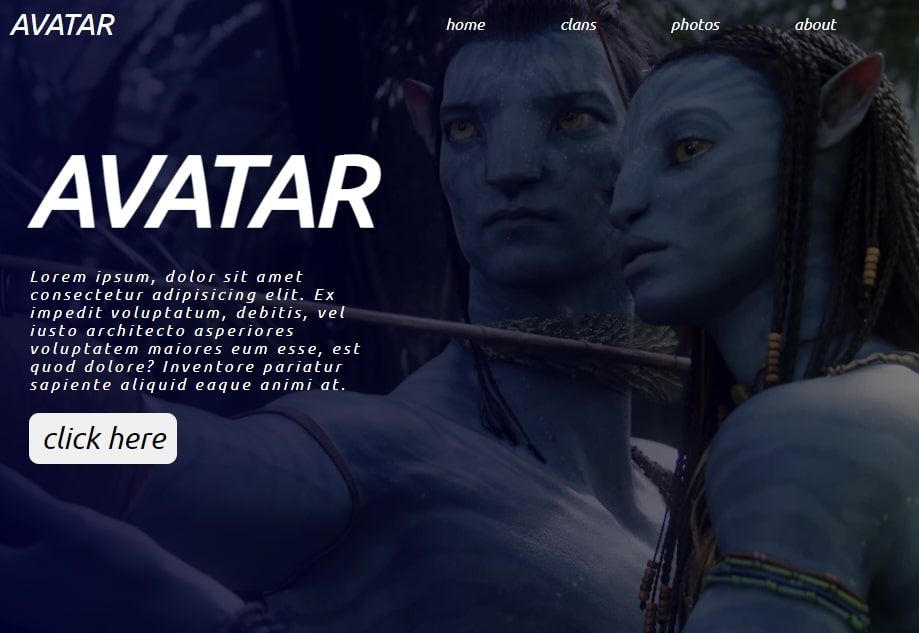 AVATAR
home clans photos about
AVATAR
Lorem ipsum, dolor sit amet
consectetur adipisicing elit. Ex
impedit voluptatum, debitis, vel
iusto architecto asperiores
voluptatem maiores eum esse, est
quod dolore? Inventore pariatur
sapiente aliquid eaque animi at.
click here